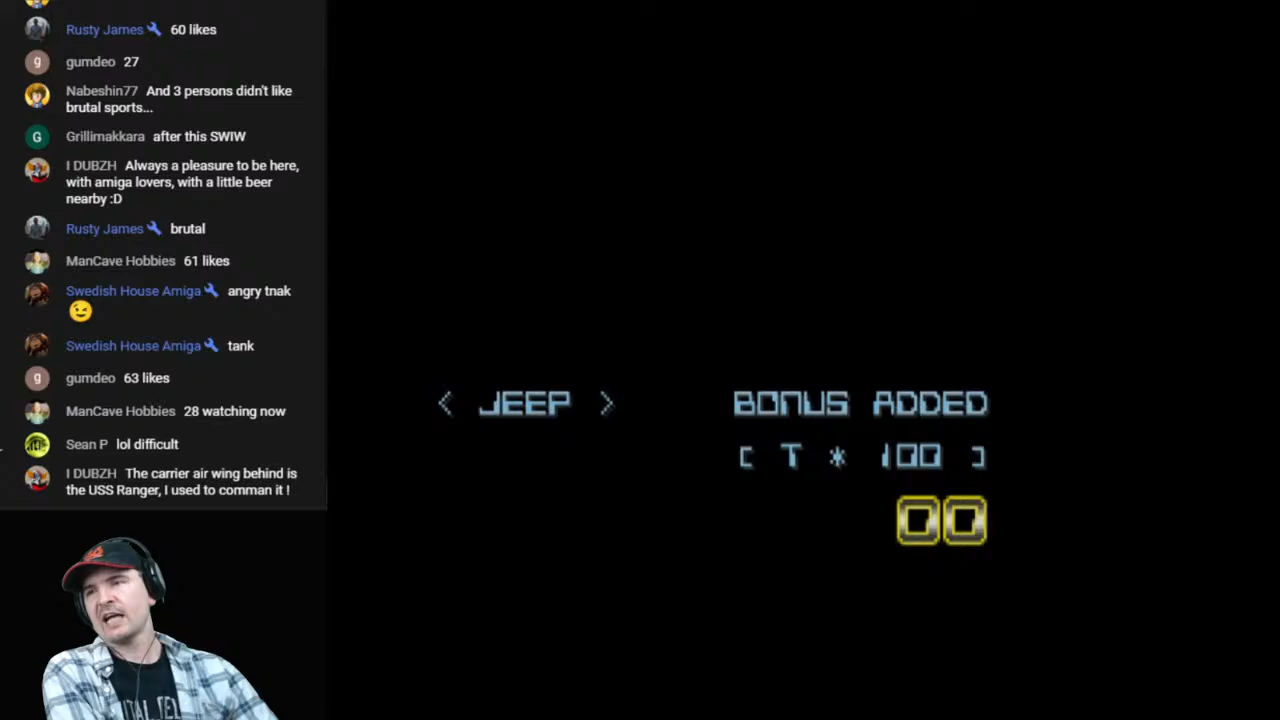 Rusty James 60 likes
g gumdeo 27
Nabeshin77 And 3 persons didn't like
brutal sports...
G Grillimakkara after this SWIW
I DUBZH Always a pleasure to be here,
with amiga lovers, with a little beer
nearby :D
Rusty James brutal
ManCave Hobbies 61 likes
Swedish House Amiga angry tnak
Swedish House Amiga tank
g gumdeo 63 likes
ManCave Hobbies 28 watching now
Sean P lol difficult
I DUBZH The carrier air wing behind is
the USS Ranger, I used to comman it !
< JEEP > BONUS ADDED
[ T * 100 ]
00